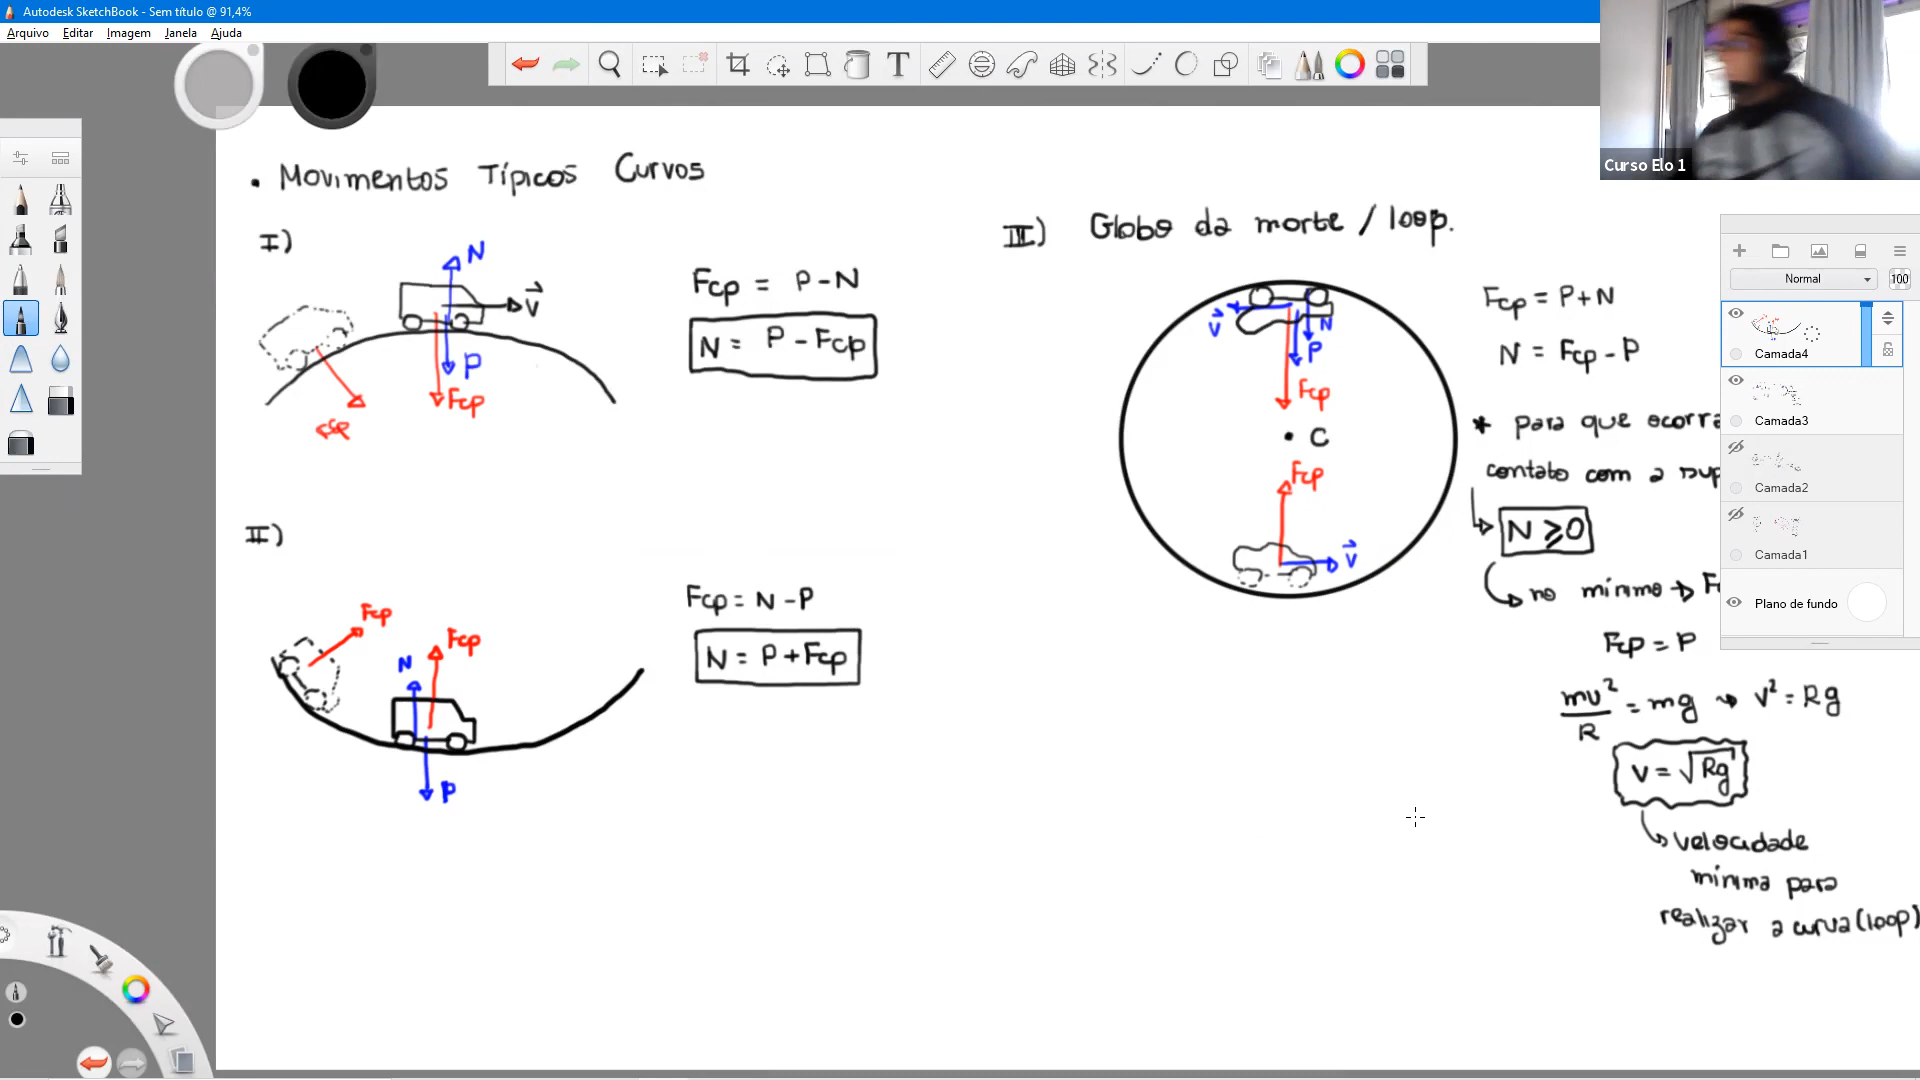 Autodesk SketchBook - Sem título @ 91,4%
Arquivo Editar Imagem Janela Ajuda
Curso Elo 1
• Movimentos Típicos Curvos
I)
N
V
P
Fcp
Fcp = P - N
N = P - Fcp
II)
Fcp
Fcp
N
P
Fcp = N - P
N = P + Fcp
III) Globo da morte / loop.
V
N
P
Fcp
• C
Fcp
V
Fcp = P + N
N = Fcp - P
* para que ocorra
contato com a sup
N ⩾ 0
no mínimo → F
Fcp = P
mv²/R = mg → v² = Rg
v = √Rg
velocidade
mínima para
realizar a curva (loop)
Normal 100
Camada4
Camada3
Camada2
Camada1
Plano de fundo